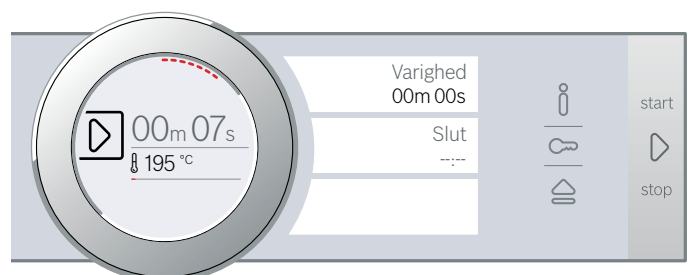 00m 07s
195 °C
Varighed
00m 00s
Slut
--:--
start
stop